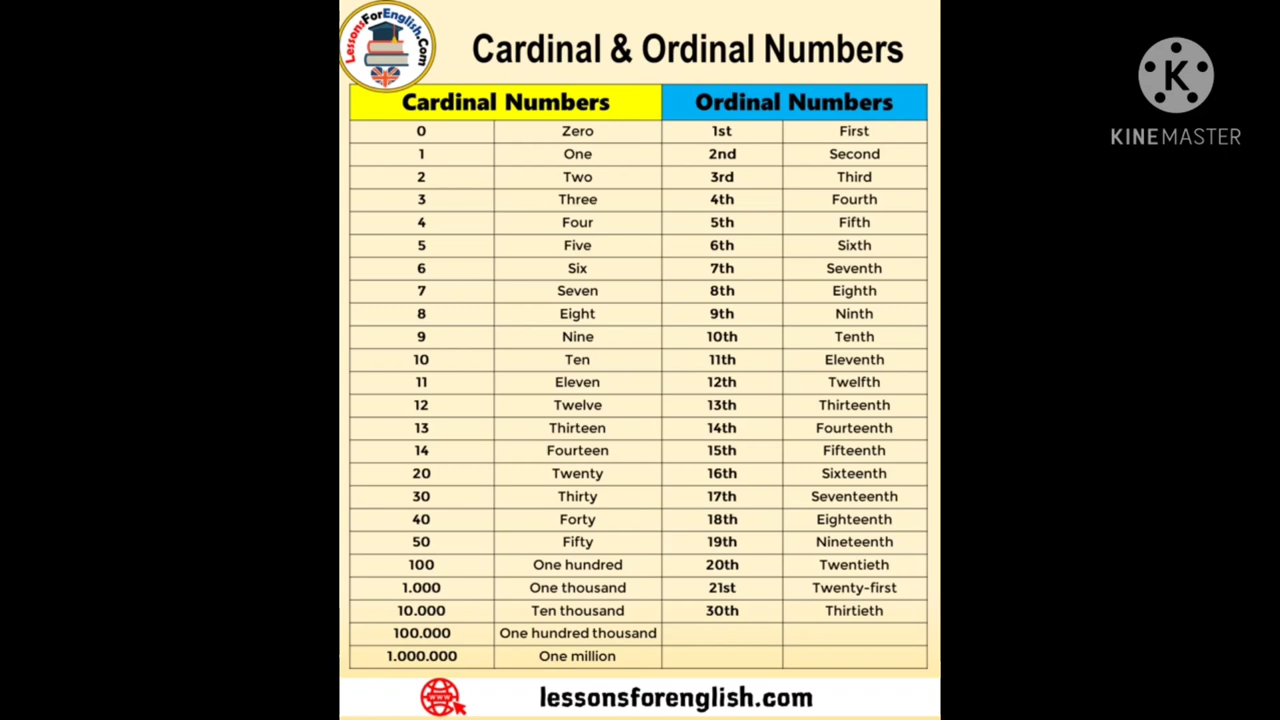 LessonsForEnglish.Com
Cardinal & Ordinal Numbers
KINEMASTER
Cardinal Numbers Ordinal Numbers
0 Zero 1st First
1 One 2nd Second
2 Two 3rd Third
3 Three 4th Fourth
4 Four 5th Fifth
5 Five 6th Sixth
6 Six 7th Seventh
7 Seven 8th Eighth
8 Eight 9th Ninth
9 Nine 10th Tenth
10 Ten 11th Eleventh
11 Eleven 12th Twelfth
12 Twelve 13th Thirteenth
13 Thirteen 14th Fourteenth
14 Fourteen 15th Fifteenth
20 Twenty 16th Sixteenth
30 Thirty 17th Seventeenth
40 Forty 18th Eighteenth
50 Fifty 19th Nineteenth
100 One hundred 20th Twentieth
1.000 One thousand 21st Twenty-first
10.000 Ten thousand 30th Thirtieth
100.000 One hundred thousand
1.000.000 One million
www lessonsforenglish.com